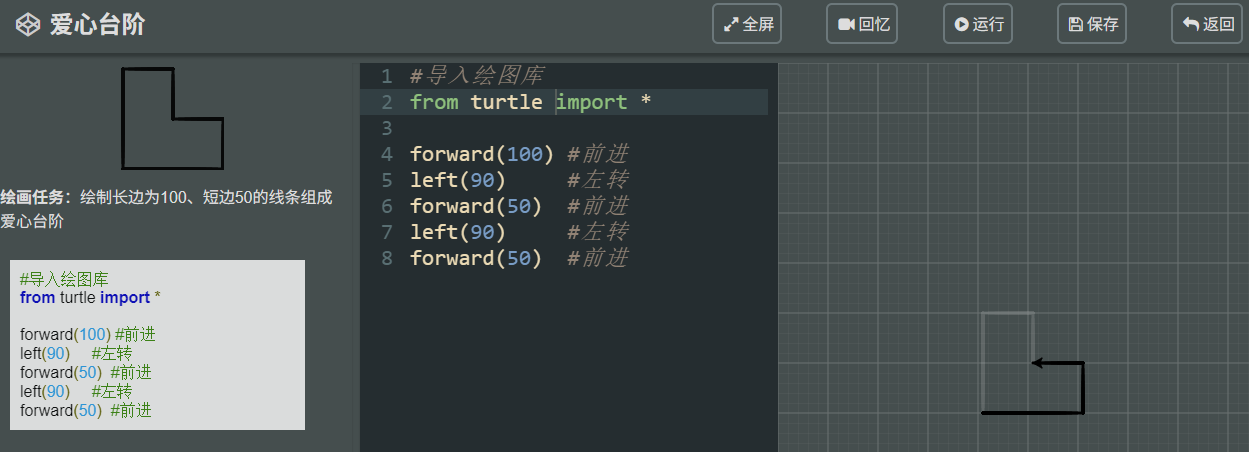 爱心台阶
全屏
回忆
运行
保存
返回
绘画任务：绘制长边为100、短边50的线条组成
爱心台阶
#导入绘图库
from turtle import *
forward(100) #前进
left(90) #左转
forward(50) #前进
left(90) #左转
forward(50) #前进
1 #导入绘图库
2 from turtle import *
3
4 forward(100) #前进
5 left(90) #左转
6 forward(50) #前进
7 left(90) #左转
8 forward(50) #前进